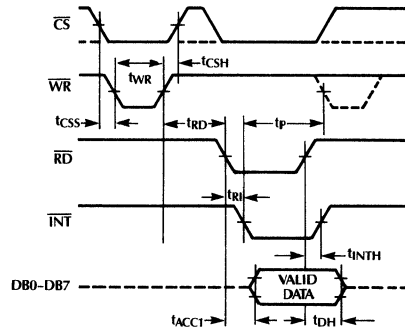 CS
tWR
tCSH
WR
tCSS
tRD
tP
RD
tRI
INT
tINTH
DB0–DB7
VALID
DATA
tACC1
tDH